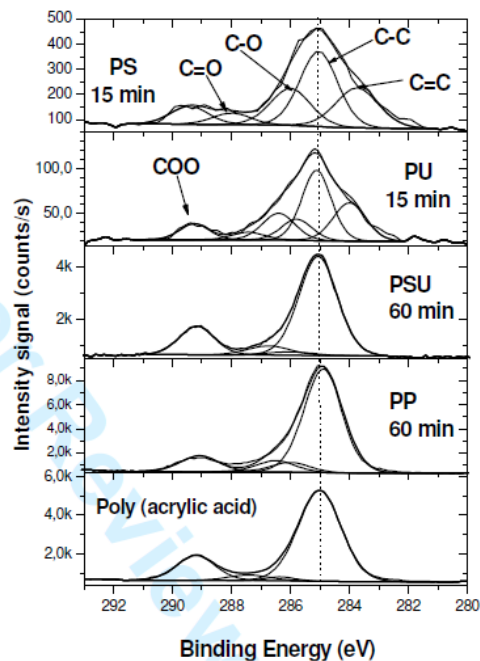 500
400
300
200
100
PS
15 min
C=O
C-O
C-C
C=C
100,0
50,0
COO
PU
15 min
4k
2k
PSU
60 min
8,0k
6,0k
4,0k
2,0k
PP
60 min
6,0k
4,0k
2,0k
Poly (acrylic acid)
292 290 288 286 284 282 280
Binding Energy (eV)
Intensity signal (counts/s)
er Review